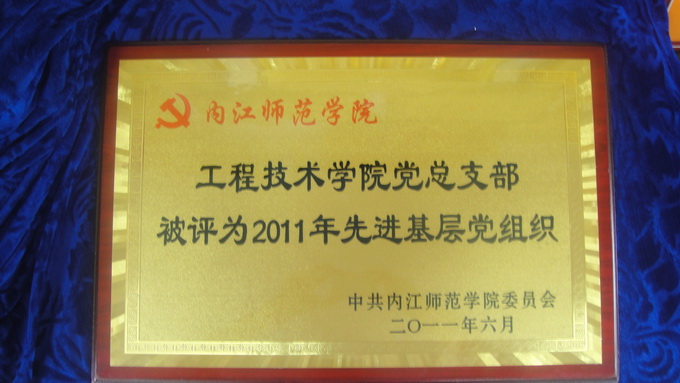 内江师范学院
工程技术学院党总支部
被评为2011年先进基层党组织
中共内江师范学院委员会
二〇一一年六月